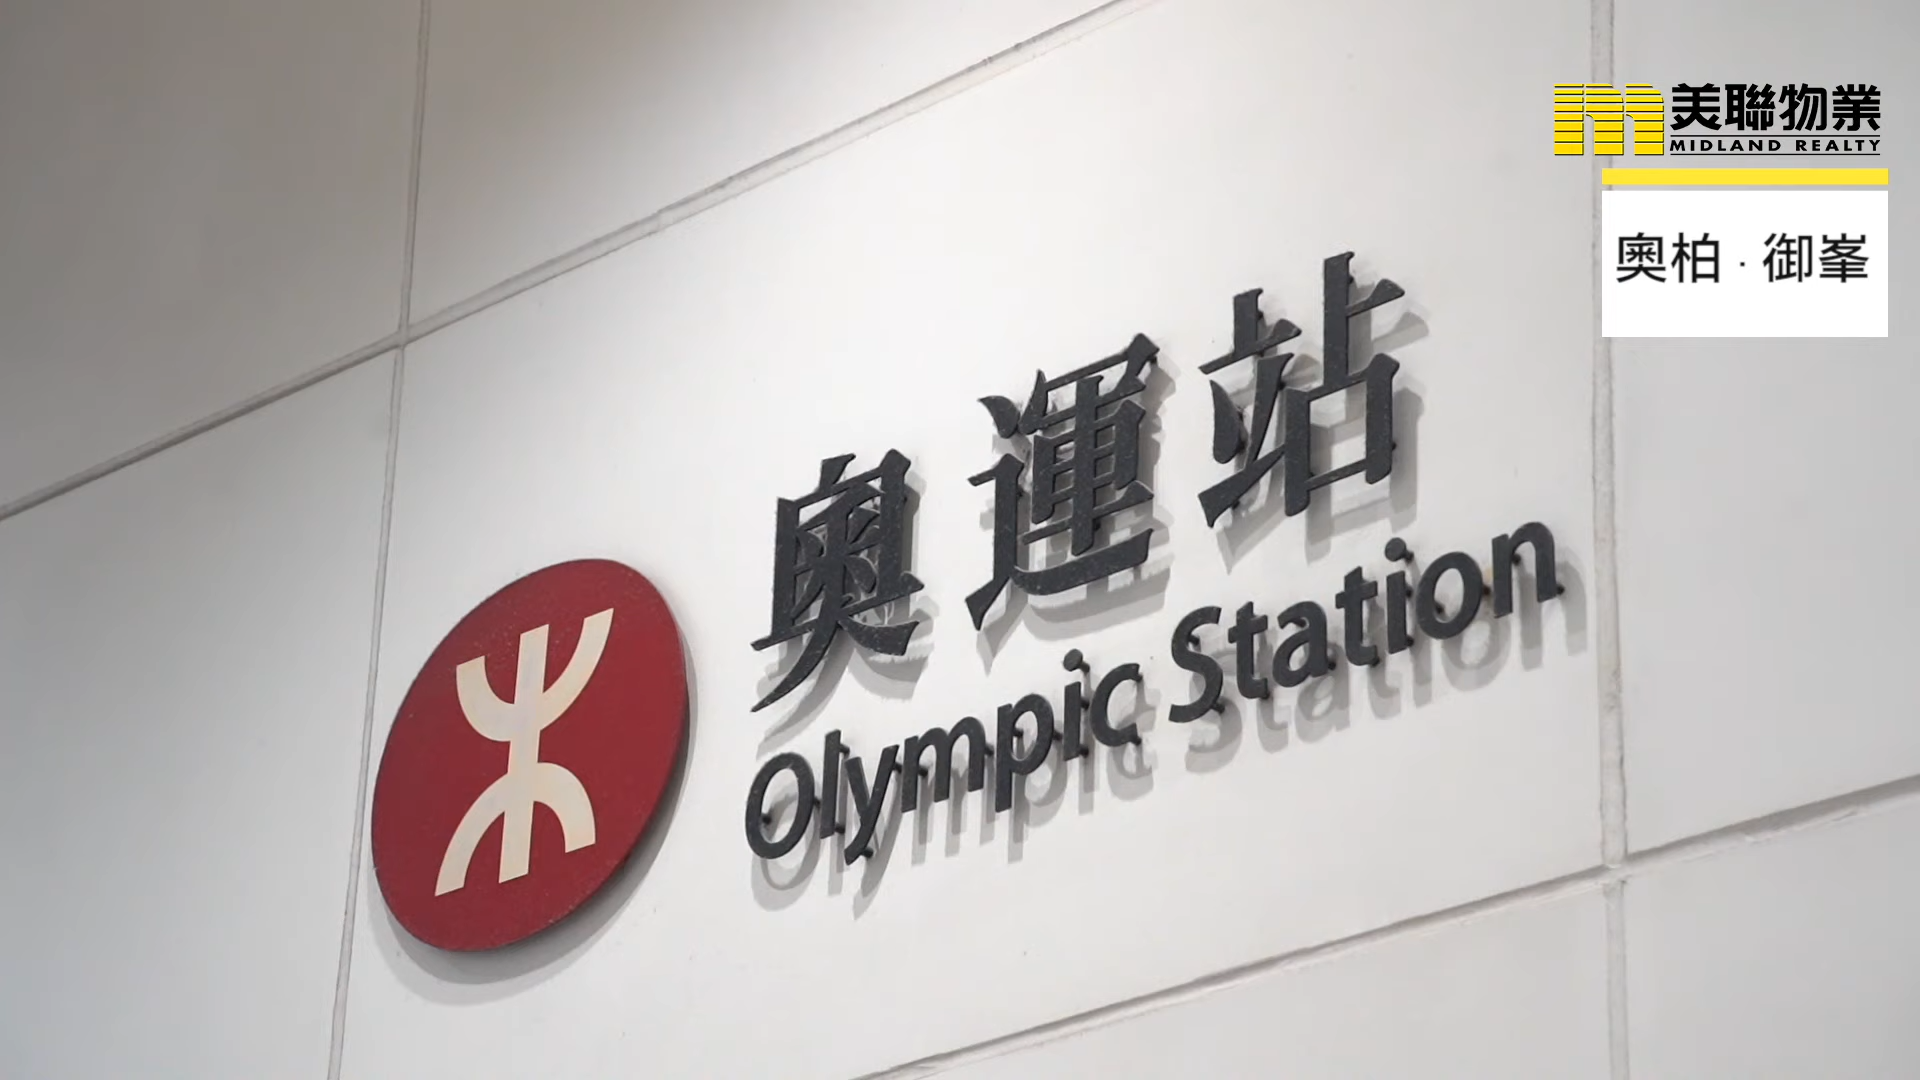 美聯物業
MIDLAND REALTY
奧柏 · 御峯
奧運站
Olympic Station